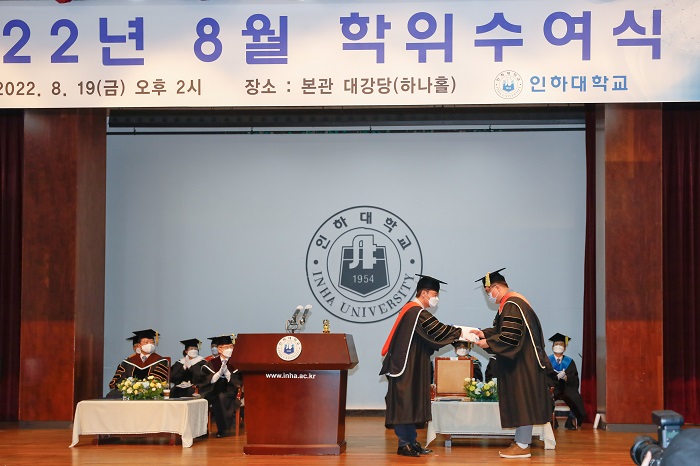 22년 8월 학위수여식
2022. 8. 19(금) 오후 2시 장소 : 본관 대강당(하나홀) 인하대학교
인하대학교
1954
INHA UNIVERSITY
www.inha.ac.kr